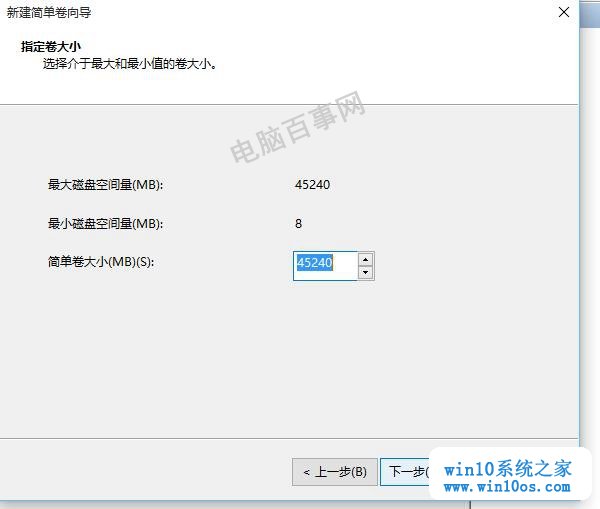 新建简单卷向导
指定卷大小
选择介于最大和最小值的卷大小。
电脑百事网
最大磁盘空间量(MB): 45240
最小磁盘空间量(MB): 8
简单卷大小(MB)(S): 45240
< 上一步(B) 下一步(
win10系统之家
www.win10os.com